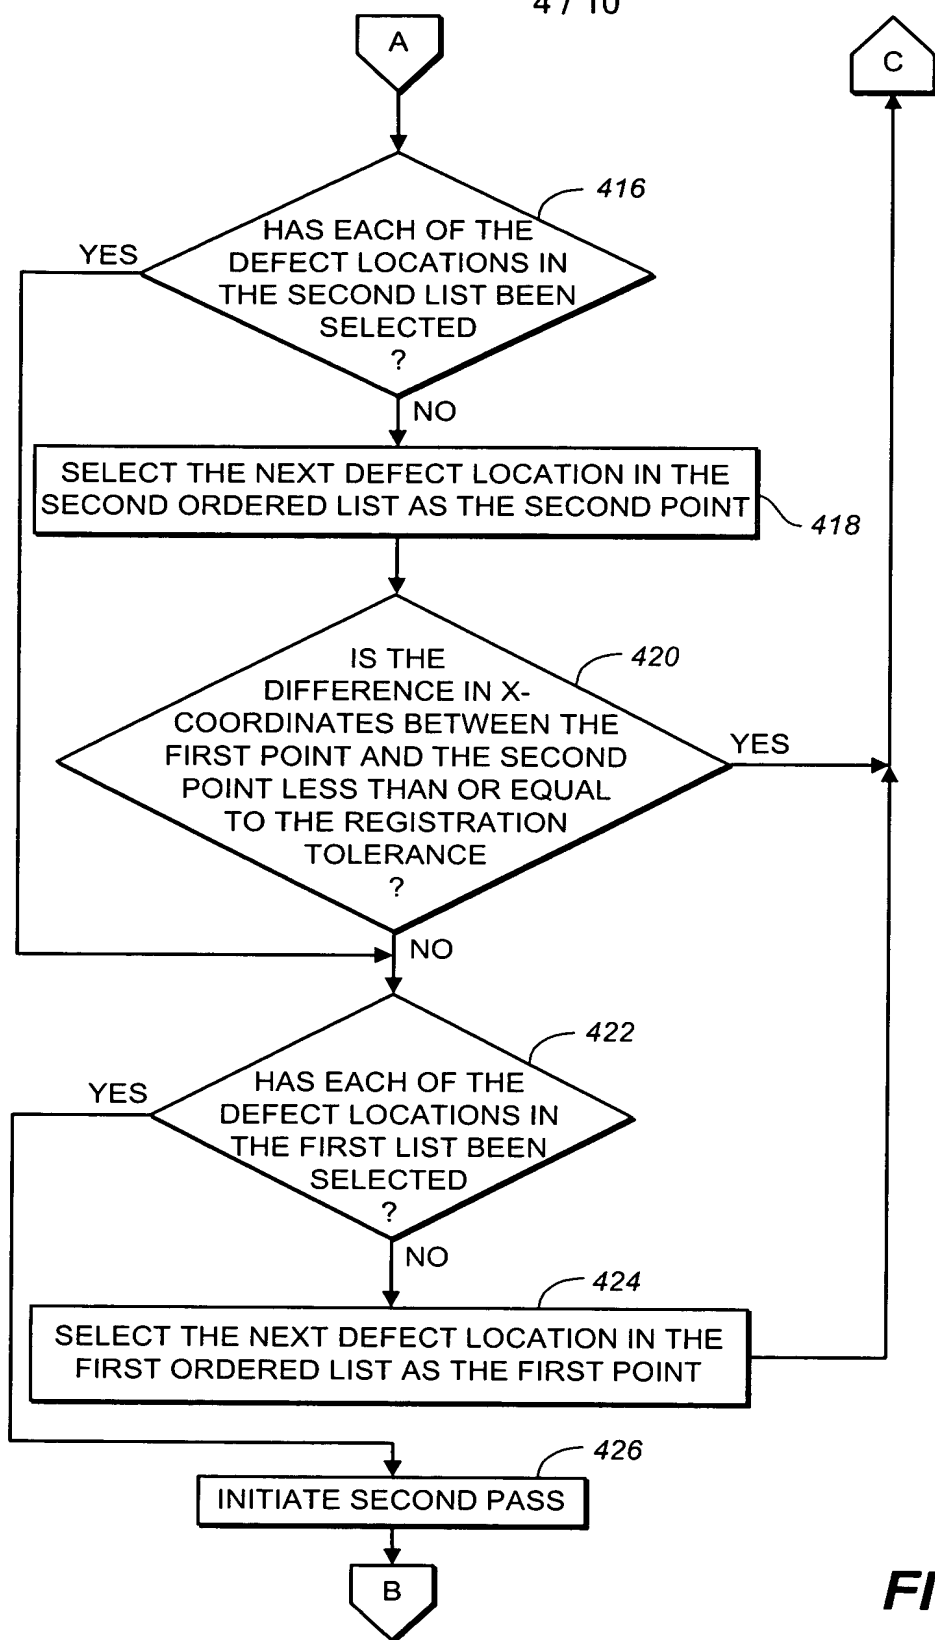 4 / 10
A
C
416
HAS EACH OF THE
DEFECT LOCATIONS IN
THE SECOND LIST BEEN
SELECTED
?
YES
NO
SELECT THE NEXT DEFECT LOCATION IN THE
SECOND ORDERED LIST AS THE SECOND POINT
418
420
IS THE
DIFFERENCE IN X-
COORDINATES BETWEEN THE
FIRST POINT AND THE SECOND
POINT LESS THAN OR EQUAL
TO THE REGISTRATION
TOLERANCE
?
YES
NO
422
HAS EACH OF THE
DEFECT LOCATIONS IN
THE FIRST LIST BEEN
SELECTED
?
YES
NO
424
SELECT THE NEXT DEFECT LOCATION IN THE
FIRST ORDERED LIST AS THE FIRST POINT
426
INITIATE SECOND PASS
B